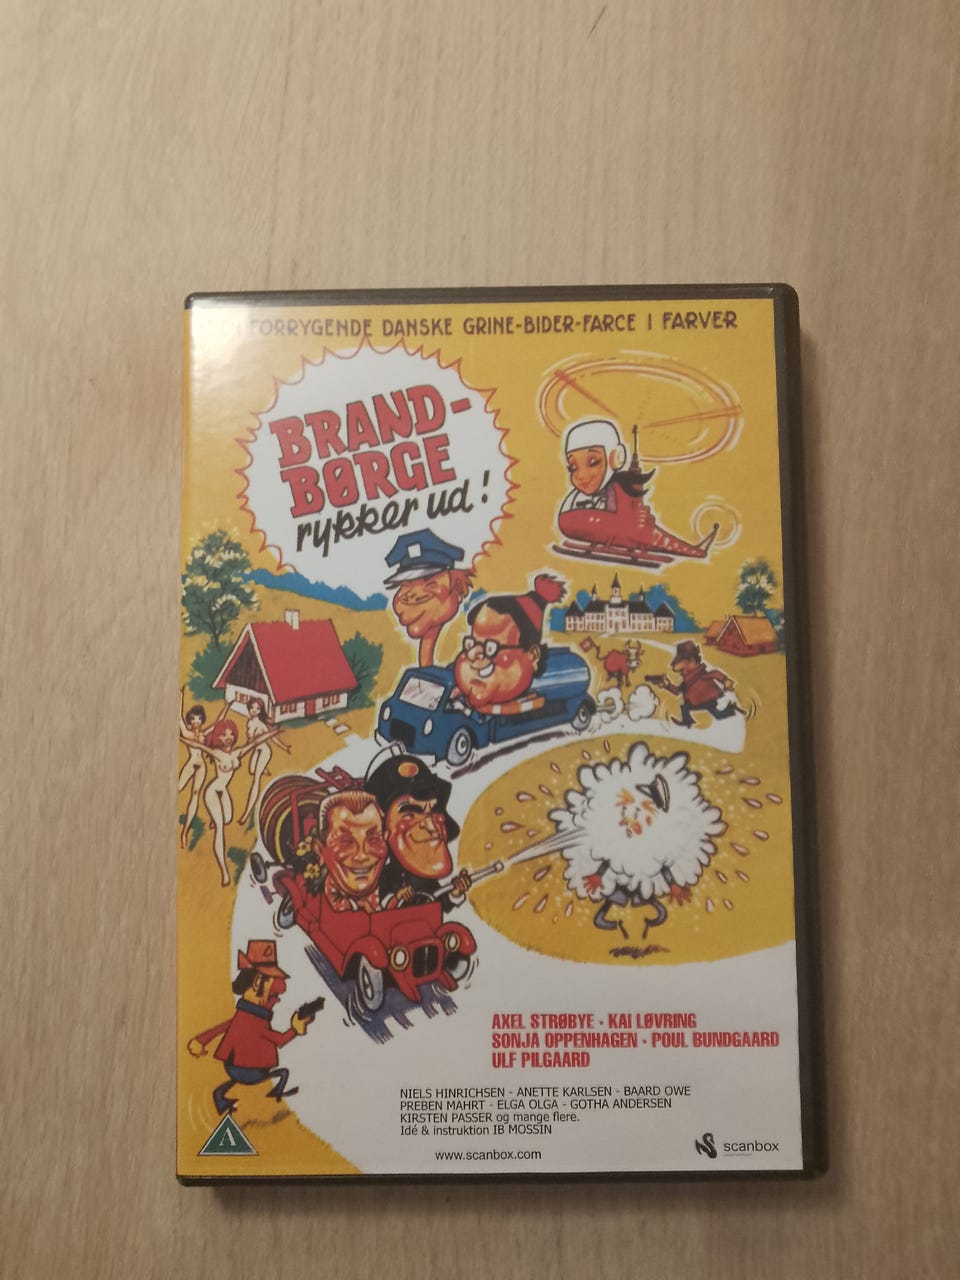 FORRYGENDE DANSKE GRINE-BIDER-FARCE I FARVER
BRAND-
BØRGE
rykker ud!
AXEL STRØBYE · KAI LØVRING
SONJA OPPENHAGEN · POUL BUNDGAARD
ULF PILGAARD
NIELS HINRICHSEN - ANETTE KARLSEN - BAARD OWE
PREBEN MAHRT - ELGA OLGA - GOTHA ANDERSEN
KIRSTEN PASSER og mange flere.
Idé & instruktion IB MOSSIN
www.scanbox.com
scanbox
A